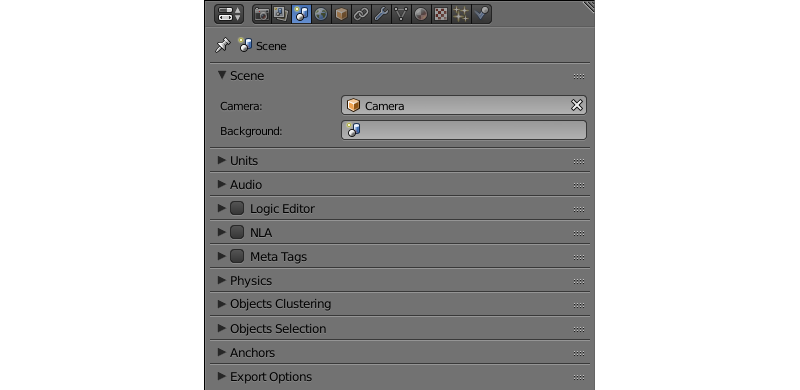 Scene
Scene
Camera: Camera
Background:
Units
Audio
Logic Editor
NLA
Meta Tags
Physics
Objects Clustering
Objects Selection
Anchors
Export Options